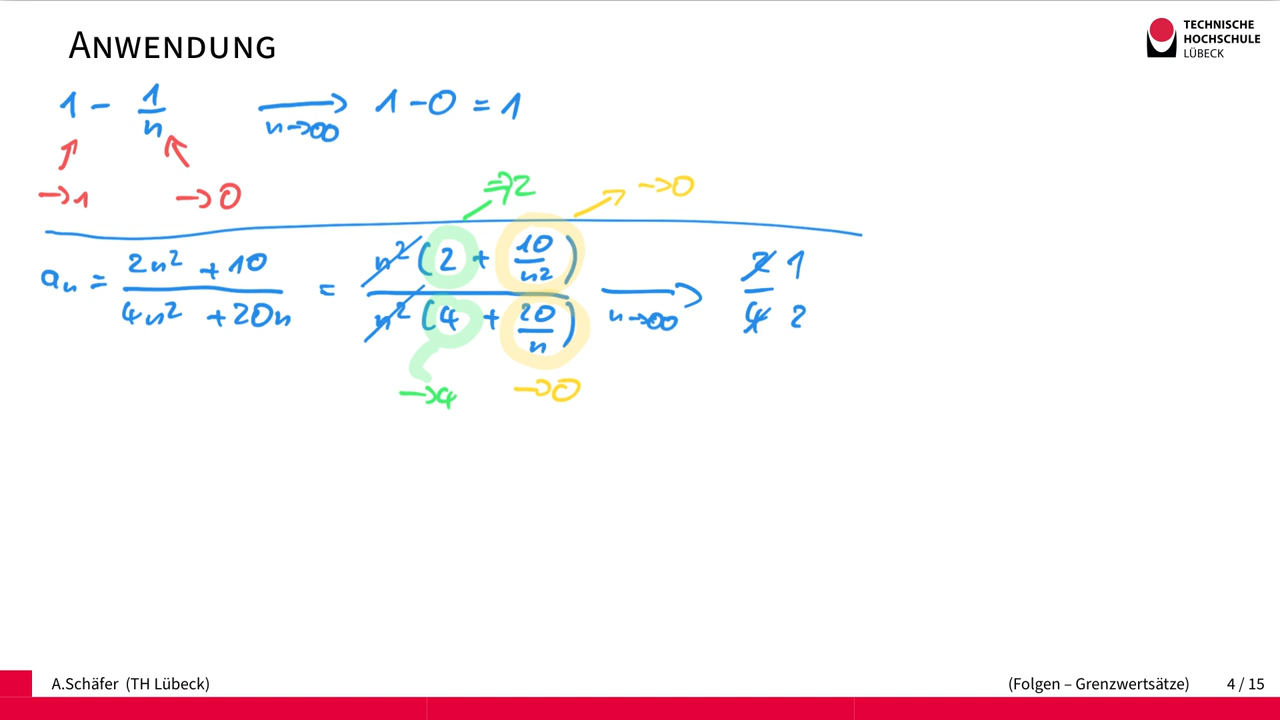 ANWENDUNG
TECHNISCHE
HOCHSCHULE
LÜBECK
1 - 1/n → n→∞ 1 - 0 = 1
→1 →0
⇒2 →0
aₙ = (2n² + 10)/(4n² + 20n) = n²(2 + 10/n²)/n²(4 + 20/n) → n→∞ 2/4 1 2
→4 →0
A.Schäfer (TH Lübeck) (Folgen – Grenzwertsätze) 4 / 15